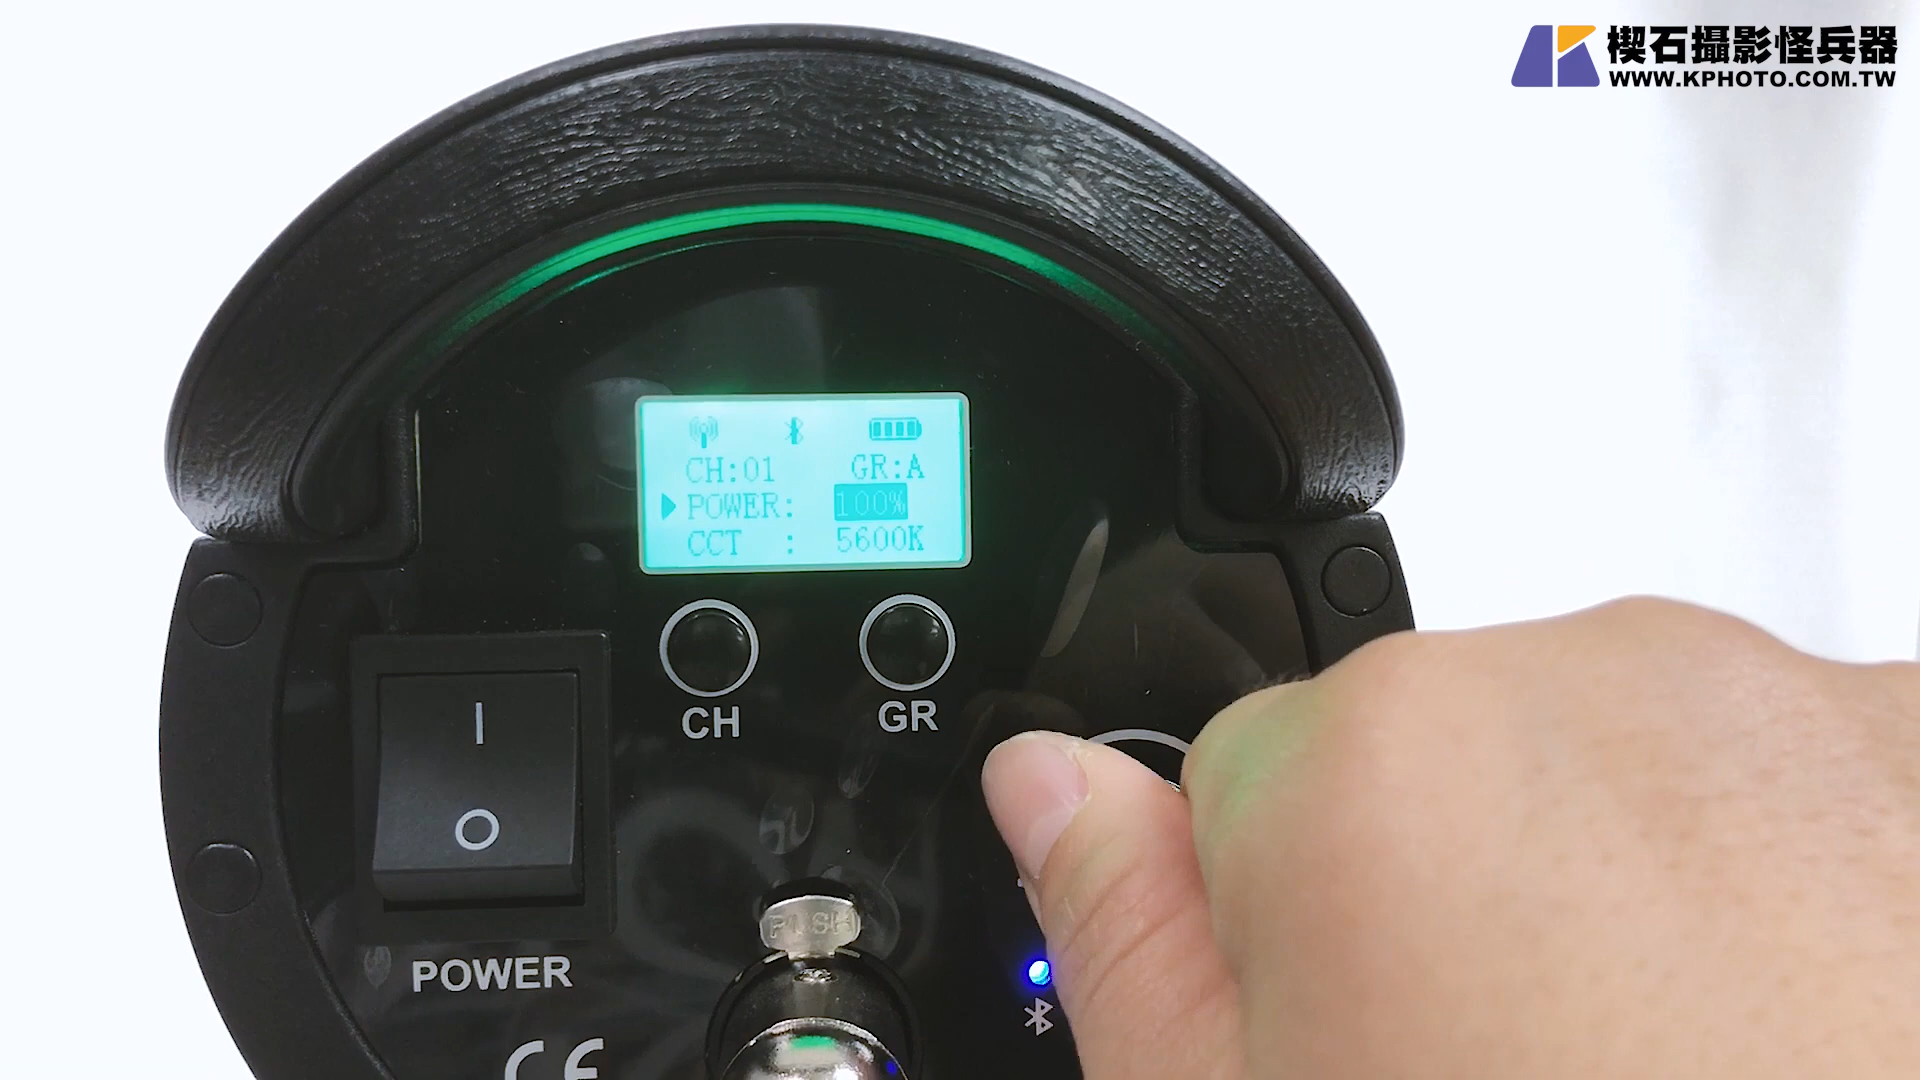 楔石攝影怪兵器
WWW.KPHOTO.COM.TW
CH:01 GR:A
POWER: 100%
CCT : 5600K
CH GR
I
O
PUSH
POWER
CE